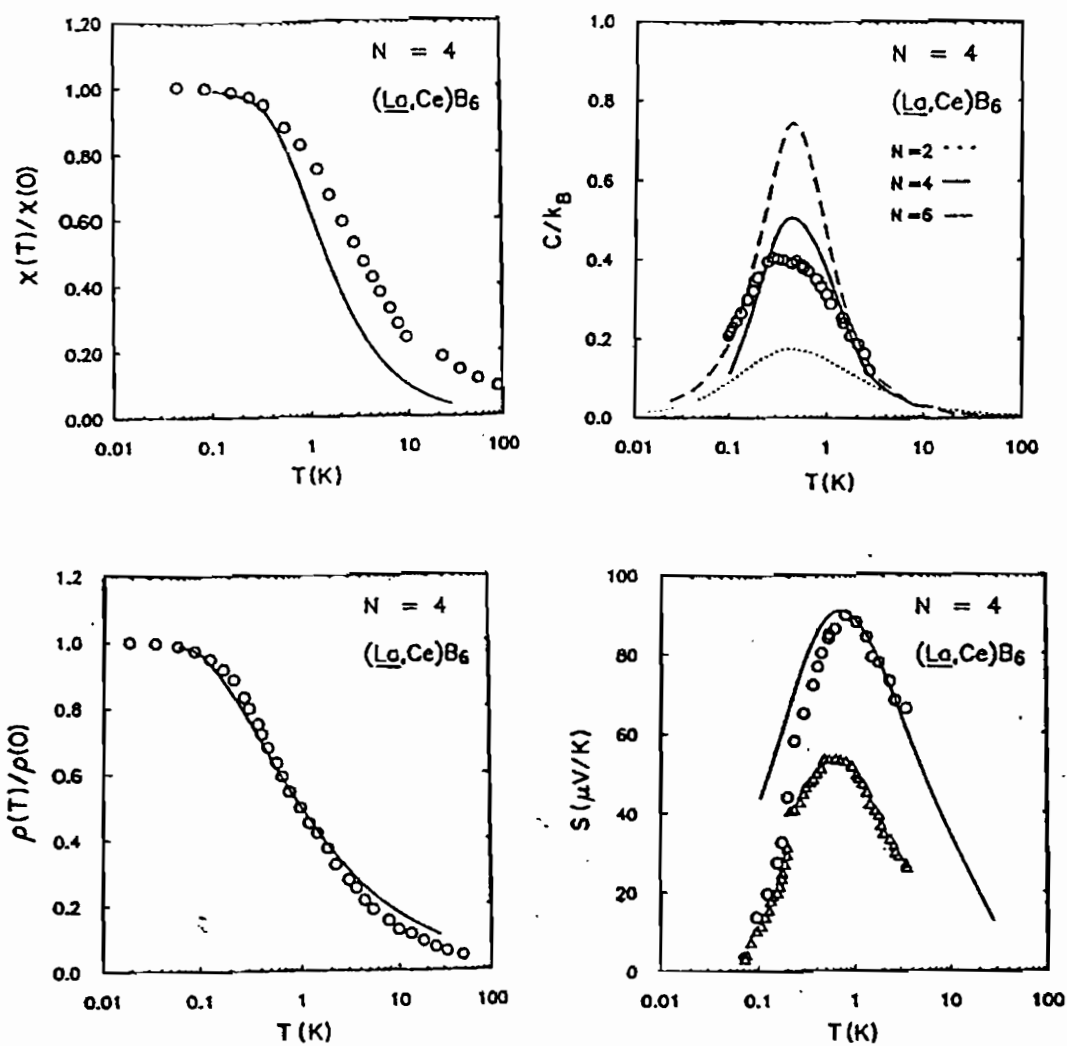 1.20
1.00
0.80
0.60
0.40
0.20
0.00
χ(T)/χ(0)
N = 4
(La,Ce)B6
0.01 0.1 1 10 100
T(K)
1.0
0.8
0.6
0.4
0.2
0.0
C/kB
N = 4
(La,Ce)B6
N=2
N=4
N=6
0.01 0.1 1 10 100
T(K)
1.2
1.0
0.8
0.6
0.4
0.2
0.0
ρ(T)/ρ(0)
N = 4
(La,Ce)B6
0.01 0.1 1 10 100
T(K)
100
80
60
40
20
0
S(μV/K)
N = 4
(La,Ce)B6
0.01 0.1 1 10 100
T(K)